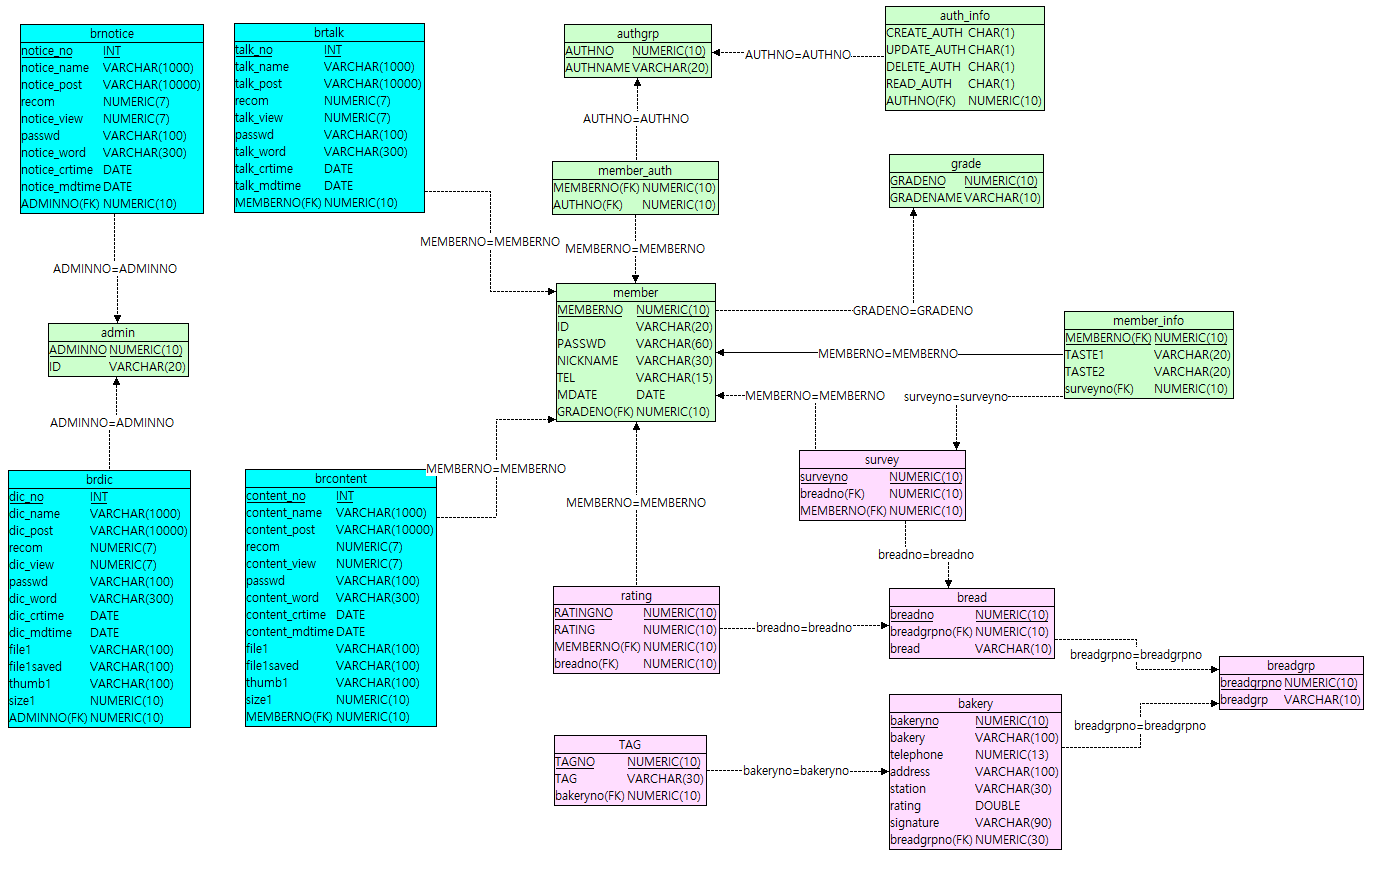 brnotice
notice_no INT
notice_name VARCHAR(1000)
notice_post VARCHAR(10000)
recom NUMERIC(7)
notice_view NUMERIC(7)
passwd VARCHAR(100)
notice_word VARCHAR(300)
notice_crtime DATE
notice_mdtime DATE
ADMINNO(FK) NUMERIC(10)
brtalk
talk_no INT
talk_name VARCHAR(1000)
talk_post VARCHAR(10000)
recom NUMERIC(7)
talk_view NUMERIC(7)
passwd VARCHAR(100)
talk_word VARCHAR(300)
talk_crtime DATE
talk_mdtime DATE
MEMBERNO(FK) NUMERIC(10)
authgrp
AUTHNO NUMERIC(10)
AUTHNAME VARCHAR(20)
AUTHNO=AUTHNO
auth_info
CREATE_AUTH CHAR(1)
UPDATE_AUTH CHAR(1)
DELETE_AUTH CHAR(1)
READ_AUTH CHAR(1)
AUTHNO(FK) NUMERIC(10)
AUTHNO=AUTHNO
member_auth
MEMBERNO(FK) NUMERIC(10)
AUTHNO(FK) NUMERIC(10)
grade
GRADENO NUMERIC(10)
GRADENAME VARCHAR(10)
MEMBERNO=MEMBERNO
MEMBERNO=MEMBERNO
ADMINNO=ADMINNO
admin
ADMINNO NUMERIC(10)
ID VARCHAR(20)
ADMINNO=ADMINNO
member
MEMBERNO NUMERIC(10)
ID VARCHAR(20)
PASSWD VARCHAR(60)
NICKNAME VARCHAR(30)
TEL VARCHAR(15)
MDATE DATE
GRADENO(FK) NUMERIC(10)
GRADENO=GRADENO
MEMBERNO=MEMBERNO
MEMBERNO=MEMBERNO
surveyno=surveyno
member_info
MEMBERNO(FK) NUMERIC(10)
TASTE1 VARCHAR(20)
TASTE2 VARCHAR(20)
surveyno(FK) NUMERIC(10)
brdic
dic_no INT
dic_name VARCHAR(1000)
dic_post VARCHAR(10000)
recom NUMERIC(7)
dic_view NUMERIC(7)
passwd VARCHAR(100)
dic_word VARCHAR(300)
dic_crtime DATE
dic_mdtime DATE
file1 VARCHAR(100)
file1saved VARCHAR(100)
thumb1 VARCHAR(100)
size1 NUMERIC(10)
ADMINNO(FK) NUMERIC(10)
brcontent
content_no INT
content_name VARCHAR(1000)
content_post VARCHAR(10000)
recom NUMERIC(7)
content_view NUMERIC(7)
passwd VARCHAR(100)
content_word VARCHAR(300)
content_crtime DATE
content_mdtime DATE
file1 VARCHAR(100)
file1saved VARCHAR(100)
thumb1 VARCHAR(100)
size1 NUMERIC(10)
MEMBERNO(FK) NUMERIC(10)
MEMBERNO=MEMBERNO
MEMBERNO=MEMBERNO
survey
surveyno NUMERIC(10)
breadno(FK) NUMERIC(10)
MEMBERNO(FK) NUMERIC(10)
breadno=breadno
rating
RATINGNO NUMERIC(10)
RATING NUMERIC(10)
MEMBERNO(FK) NUMERIC(10)
breadno(FK) NUMERIC(10)
breadno=breadno
bread
breadno NUMERIC(10)
breadgrpno(FK) NUMERIC(10)
bread VARCHAR(10)
breadgrpno=breadgrpno
breadgrp
breadgrpno NUMERIC(10)
breadgrp VARCHAR(10)
breadgrpno=breadgrpno
TAG
TAGNO NUMERIC(10)
TAG VARCHAR(30)
bakeryno(FK) NUMERIC(10)
bakeryno=bakeryno
bakery
bakeryno NUMERIC(10)
bakery VARCHAR(100)
telephone NUMERIC(13)
address VARCHAR(100)
station VARCHAR(30)
rating DOUBLE
signature VARCHAR(90)
breadgrpno(FK) NUMERIC(30)